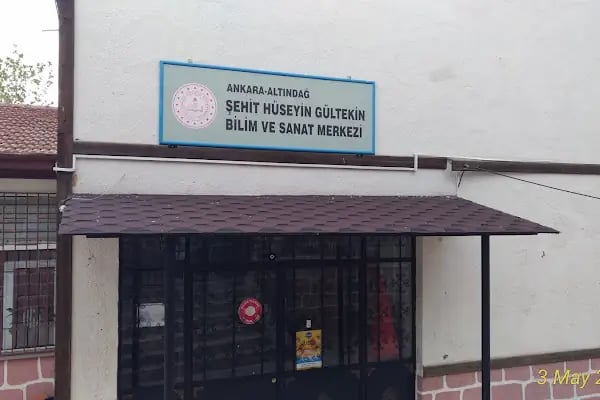 ANKARA-ALTINDAĞ
ŞEHİT HÜSEYİN GÜLTEKİN
BİLİM VE SANAT MERKEZİ
3 May 2